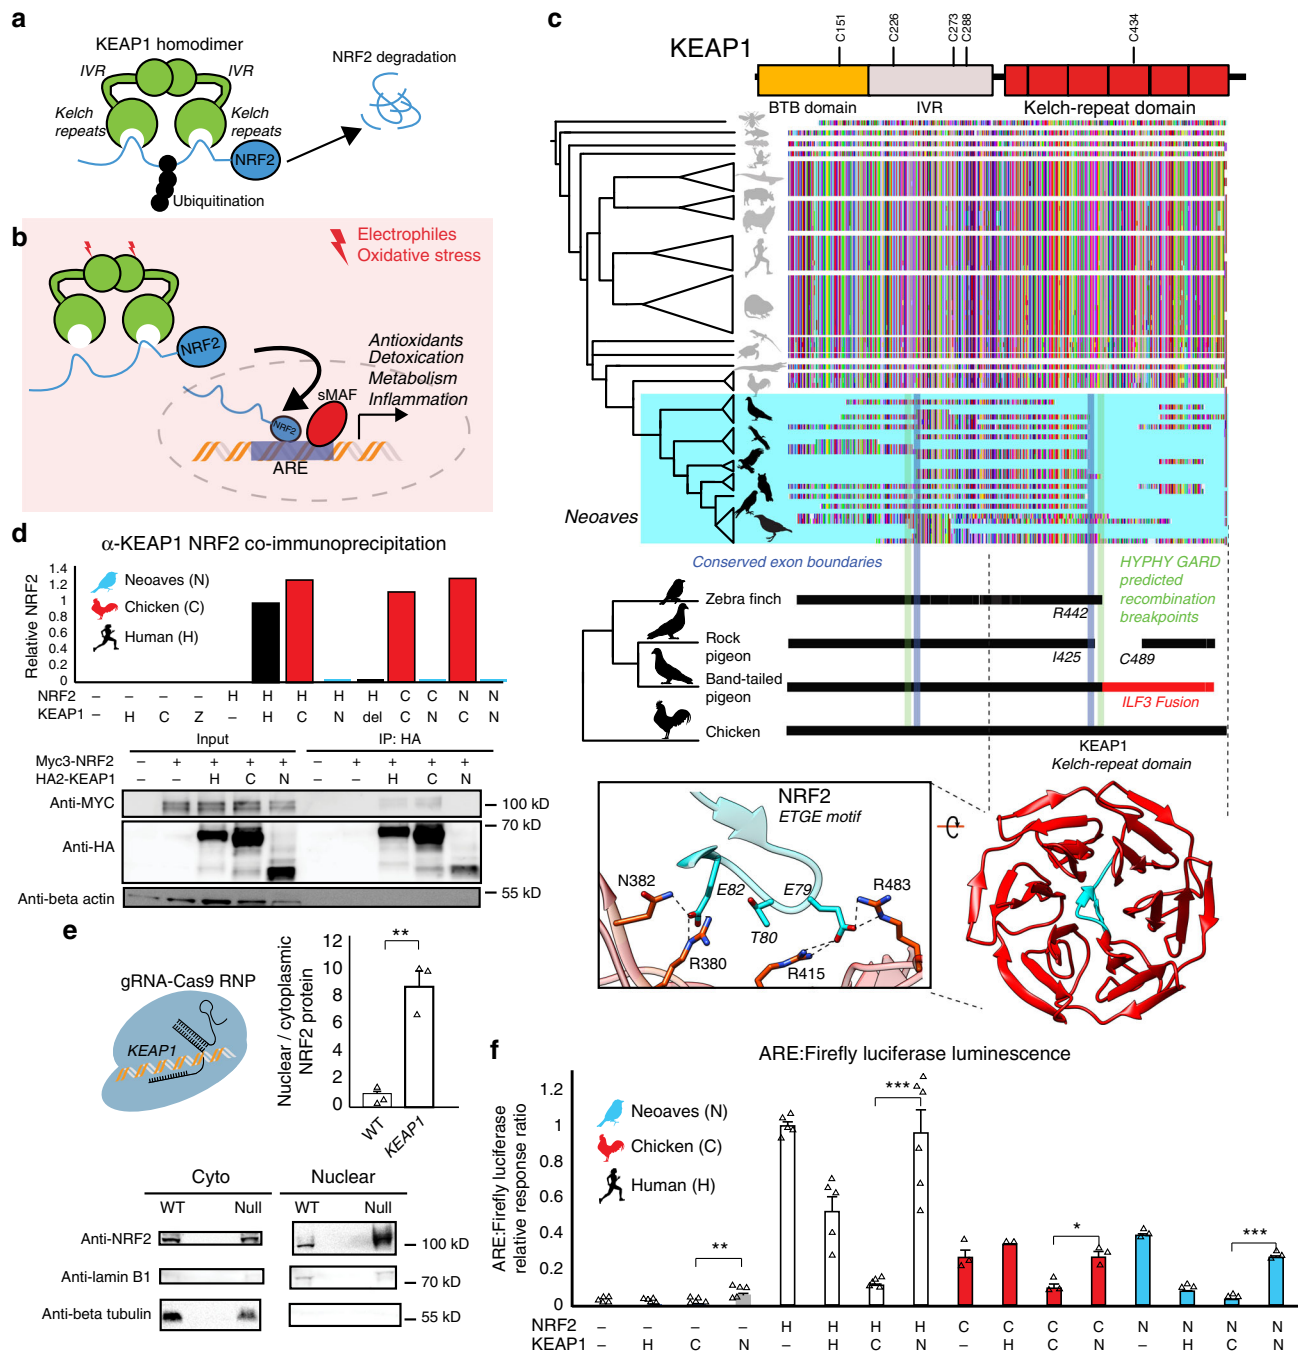 a
KEAP1 homodimer
IVR
IVR
Kelch
repeats
Kelch
repeats
NRF2
Ubiquitination
NRF2 degradation
b
Electrophiles
Oxidative stress
NRF2
Antioxidants
Detoxication
Metabolism
Inflammation
sMAF
NRF2
ARE
c
KEAP1
C151
C226
C273
C288
C434
BTB domain
IVR
Kelch-repeat domain
Neoaves
Conserved exon boundaries
HYPHY GARD
predicted
recombination
breakpoints
Zebra finch
R442
Rock
pigeon
I425
C489
Band-tailed
pigeon
ILF3 Fusion
Chicken
KEAP1
Kelch-repeat domain
NRF2
ETGE motif
N382
E82
E79
R483
T80
R380
R415
d
α-KEAP1 NRF2 co-immunoprecipitation
Relative NRF2
1.4
1.2
1
0.8
0.6
0.4
0.2
0
Neoaves (N)
Chicken (C)
Human (H)
NRF2 – – – – H H H H H C C N N
KEAP1 – H C Z – H C N del C N C N
Input
IP: HA
Myc3-NRF2 – + + + + – + + + +
HA2-KEAP1 – – H C N – – H C N
Anti-MYC
100 kD
70 kD
Anti-HA
55 kD
Anti-beta actin
e
gRNA-Cas9 RNP
KEAP1
Nuclear / cytoplasmic
NRF2 protein
12
10
8
6
4
2
0
**
WT
KEAP1
Cyto
Nuclear
WT Null WT Null
Anti-NRF2
100 kD
Anti-lamin B1
70 kD
Anti-beta tubulin
55 kD
f
ARE:Firefly luciferase luminescence
ARE:Firefly luciferase
relative response ratio
1.2
1
0.8
0.6
0.4
0.2
0
Neoaves (N)
Chicken (C)
Human (H)
**
***
*
***
NRF2 – – – – H H H H C C C C N N N N
KEAP1 – H C N – H C N – H C N – H C N